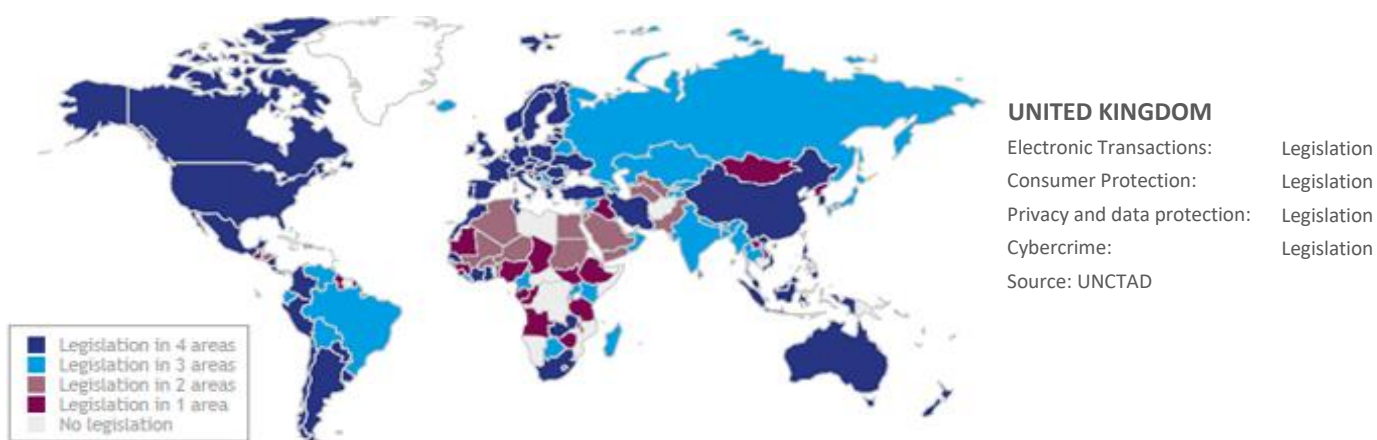 UNITED KINGDOM
Electronic Transactions: Legislation
Consumer Protection: Legislation
Privacy and data protection: Legislation
Cybercrime: Legislation
Source: UNCTAD
Legislation in 4 areas
Legislation in 3 areas
Legislation in 2 areas
Legislation in 1 area
No legislation